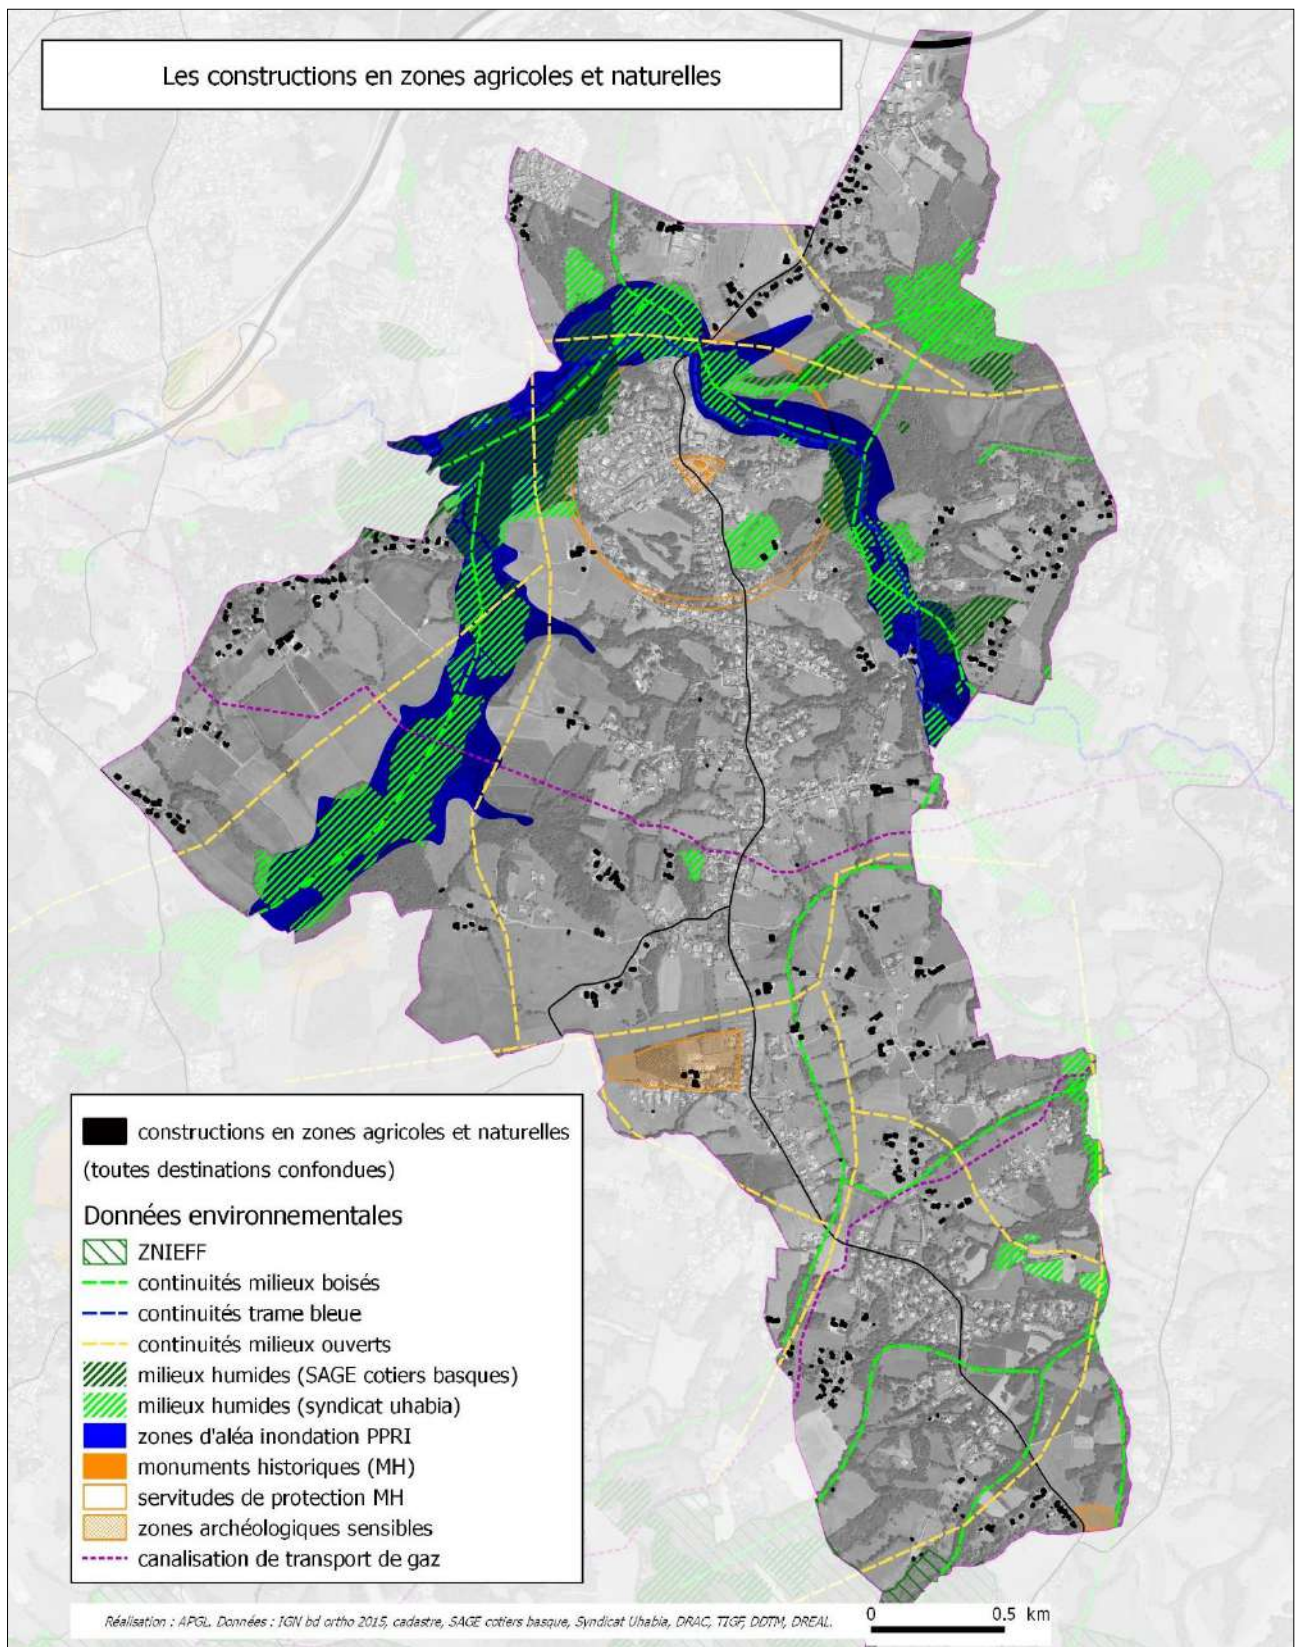 Les constructions en zones agricoles et naturelles
constructions en zones agricoles et naturelles
(toutes destinations confondues)
Données environnementales
ZNIEFF
continuités milieux boisés
continuités trame bleue
continuités milieux ouverts
milieux humides (SAGE cotiers basques)
milieux humides (syndicat uhabia)
zones d'aléa inondation PPRI
monuments historiques (MH)
servitudes de protection MH
zones archéologiques sensibles
canalisation de transport de gaz
Réalisation : APGL. Données : IGN bd ortho 2015, cadastre, SAGE cotiers basque, Syndicat Uhabia, DRAC, TIGF, DDTM, DREAL.
0 0.5 km